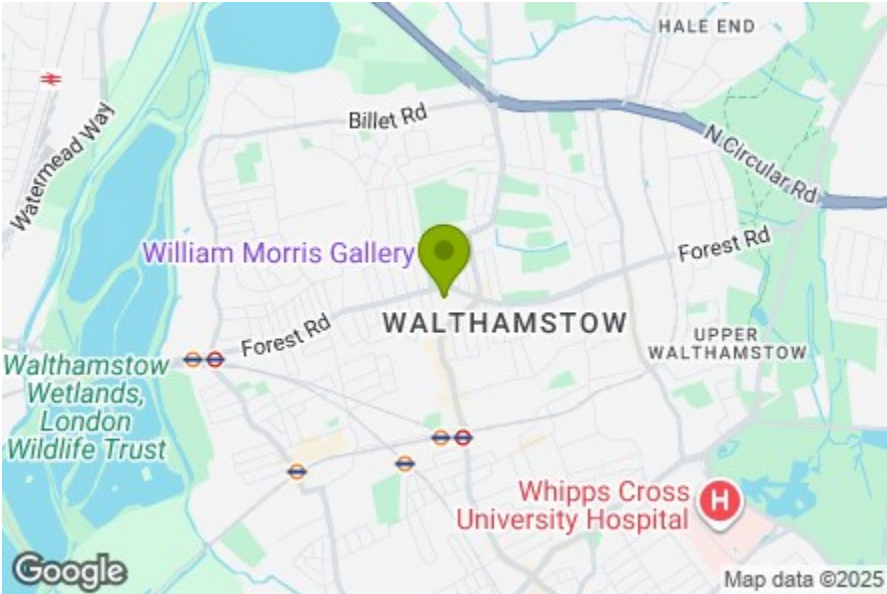 HALE END
Billet Rd
Watermead Way
N Circular Rd
William Morris Gallery
Forest Rd
Forest Rd
WALTHAMSTOW
UPPER
WALTHAMSTOW
Walthamstow
Wetlands,
London
Wildlife Trust
Whipps Cross
University Hospital
H
Google
Map data ©2025